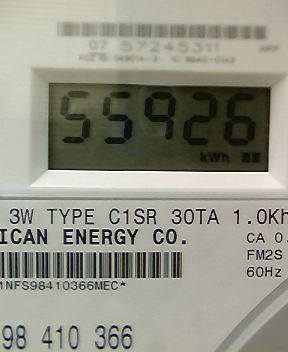 07 57245311
55926
kWh
3W TYPE C1SR 30TA 1.0Kh
ICAN ENERGY CO.
CA 0.
FM2S
60Hz
1NFS98410366MEC*
98 410 366